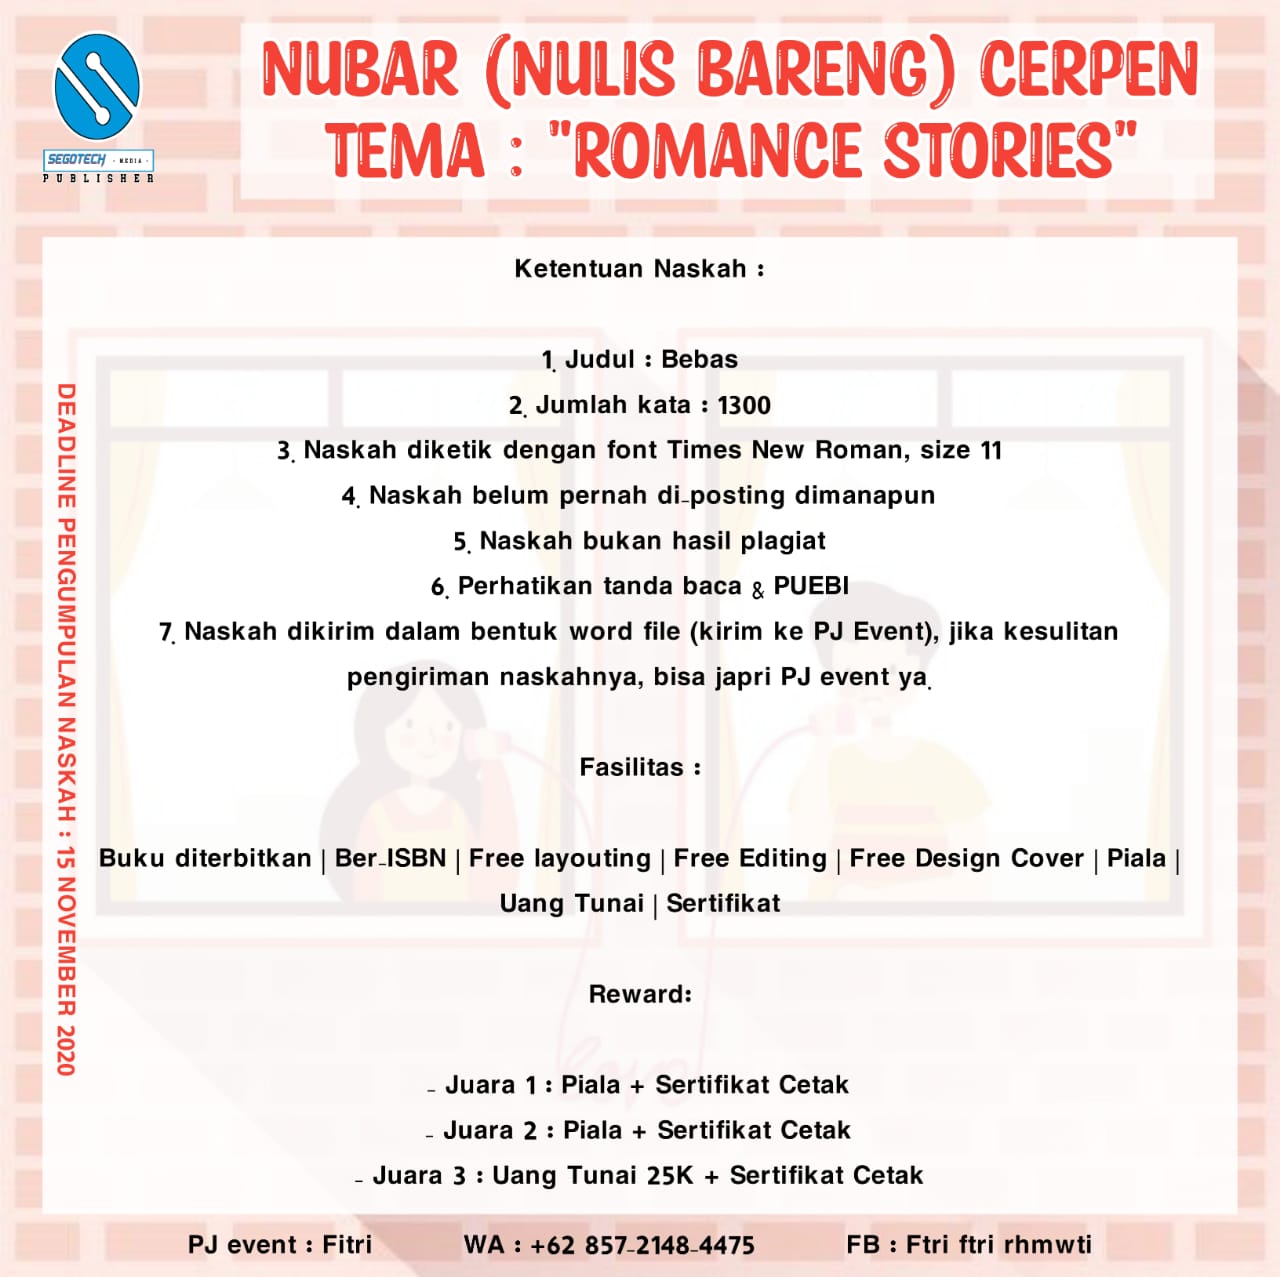 SEGOTECH - MEDIA -
PUBLISHER
NUBAR (NULIS BARENG) CERPEN
TEMA : "ROMANCE STORIES"
DEADLINE PENGUMPULAN NASKAH : 15 NOVEMBER 2020
Ketentuan Naskah :
1. Judul : Bebas
2. Jumlah kata : 1300
3. Naskah diketik dengan font Times New Roman, size 11
4. Naskah belum pernah di-posting dimanapun
5. Naskah bukan hasil plagiat
6. Perhatikan tanda baca & PUEBI
7. Naskah dikirim dalam bentuk word file (kirim ke PJ Event), jika kesulitan
pengiriman naskahnya, bisa japri PJ event ya.
Fasilitas :
Buku diterbitkan | Ber-ISBN | Free layouting | Free Editing | Free Design Cover | Piala |
Uang Tunai | Sertifikat
Reward:
- Juara 1 : Piala + Sertifikat Cetak
- Juara 2 : Piala + Sertifikat Cetak
- Juara 3 : Uang Tunai 25K + Sertifikat Cetak
love
PJ event : Fitri WA : +62 857-2148-4475 FB : Ftri ftri rhmwti